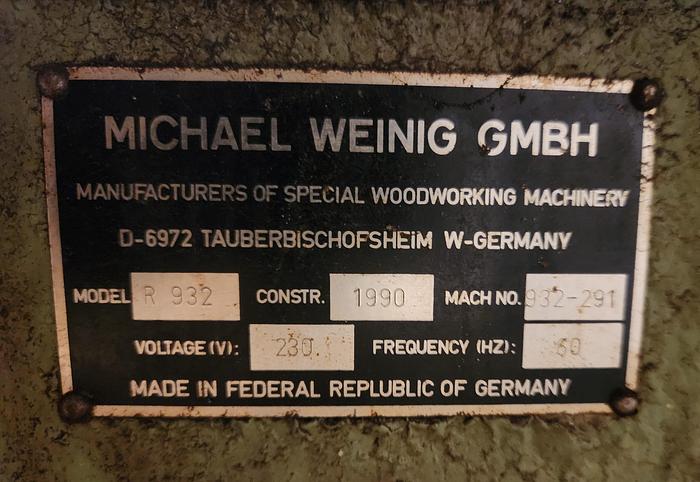 MICHAEL WEINIG GMBH
MANUFACTURERS OF SPECIAL WOODWORKING MACHINERY
D-6972 TAUBERBISCHOFSHEIM W-GERMANY
MODEL R 932 CONSTR. 1990 MACH NO. 932-291
VOLTAGE (V): 230. FREQUENCY (HZ): 60
MADE IN FEDERAL REPLUBLIC OF GERMANY